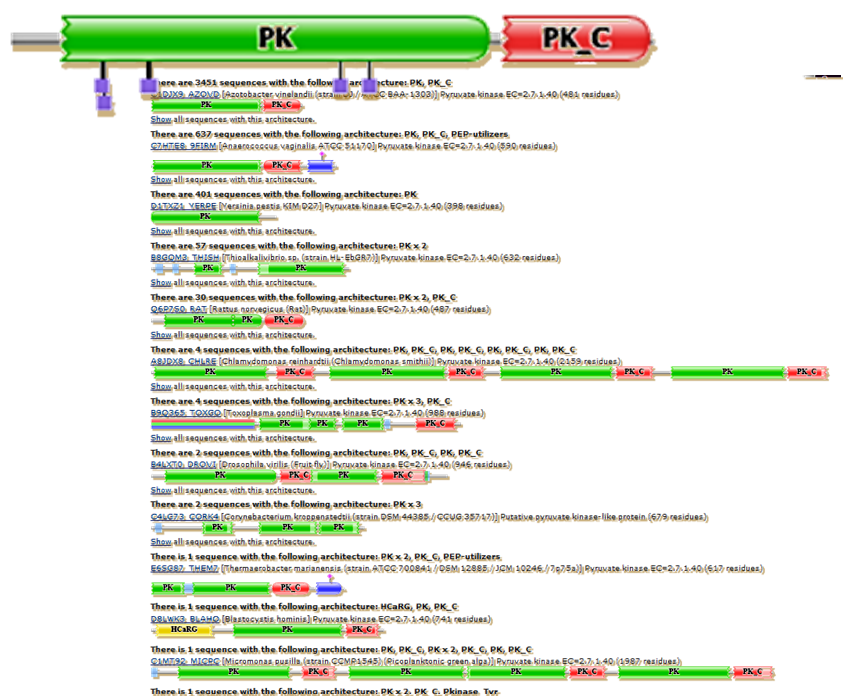 PK PK_C
There are 3451 sequences with the following architecture: PK, PK_C
AZOVD [Azotobacter vinelandii (strain BAA-1303)] Pyruvate kinase EC=2.7.1.40 (481 residues)
PK PK_C
Show all sequences with this architecture.
There are 637 sequences with the following architecture: PK, PK_C, PEP-utilizers
C7HTE8_9FIRM [Anaerococcus vaginalis ATCC 51170] Pyruvate kinase EC=2.7.1.40 (590 residues)
PK PK_C
Show all sequences with this architecture.
There are 401 sequences with the following architecture: PK
D1TXZ1_YERPE [Yersinia pestis KIM D27] Pyruvate kinase EC=2.7.1.40 (398 residues)
PK
Show all sequences with this architecture.
There are 57 sequences with the following architecture: PK x 2
B8GQM3_THISH [Thioalkalivibrio sp. (strain HL-EbGR7)] Pyruvate kinase EC=2.7.1.40 (632 residues)
PK PK
Show all sequences with this architecture.
There are 30 sequences with the following architecture: PK x 2, PK_C
Q6P7S0_RAT [Rattus norvegicus (Rat)] Pyruvate kinase EC=2.7.1.40 (487 residues)
PK PK PK_C
Show all sequences with this architecture.
There are 4 sequences with the following architecture: PK, PK_C, PK, PK_C, PK, PK_C, PK, PK_C
A8JDX8_CHLRE [Chlamydomonas reinhardtii (Chlamydomonas smithii)] Pyruvate kinase EC=2.7.1.40 (2159 residues)
PK PK_C PK PK_C PK PK_C PK PK_C
Show all sequences with this architecture.
There are 4 sequences with the following architecture: PK x 3, PK_C
B9Q365_TOXGO [Toxoplasma gondii] Pyruvate kinase EC=2.7.1.40 (988 residues)
PK PK PK PK_C
Show all sequences with this architecture.
There are 2 sequences with the following architecture: PK, PK_C, PK, PK_C
B4LXT0_DROVI [Drosophila virilis (Fruit fly)] Pyruvate kinase EC=2.7.1.40 (946 residues)
PK PK_C PK PK_C
Show all sequences with this architecture.
There are 2 sequences with the following architecture: PK x 3
C4LG73_CORK4 [Corynebacterium kroppenstedtii (strain DSM 44385 / CCUG 35717)] Putative pyruvate kinase-like protein (679 residues)
PK PK PK
Show all sequences with this architecture.
There is 1 sequence with the following architecture: PK x 2, PK_C, PEP-utilizers
E6SG87_THEM7 [Thermaerobacter marianensis (strain ATCC 700841 / DSM 12885 / JCM 10246 / 7p75a)] Pyruvate kinase EC=2.7.1.40 (617 residues)
PK PK PK_C
There is 1 sequence with the following architecture: HCaRG, PK, PK_C
D8LWK3_BLAHO [Blastocystis hominis] Pyruvate kinase EC=2.7.1.40 (741 residues)
HCaRG PK PK_C
There is 1 sequence with the following architecture: PK, PK_C, PK x 2, PK_C, PK, PK_C
C1MT92_MICPC [Micromonas pusilla (strain CCMP1545) (Picoplanktonic green alga)] Pyruvate kinase EC=2.7.1.40 (1987 residues)
PK PK_C PK PK PK_C PK PK_C
There is 1 sequence with the following architecture: PK x 2, PK_C, Pkinase_Tyr